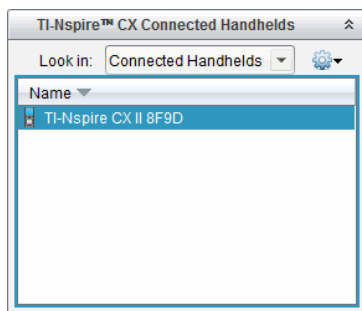 TI-Nspire™ CX Connected Handhelds
Look in: Connected Handhelds
Name
TI-Nspire CX II 8F9D